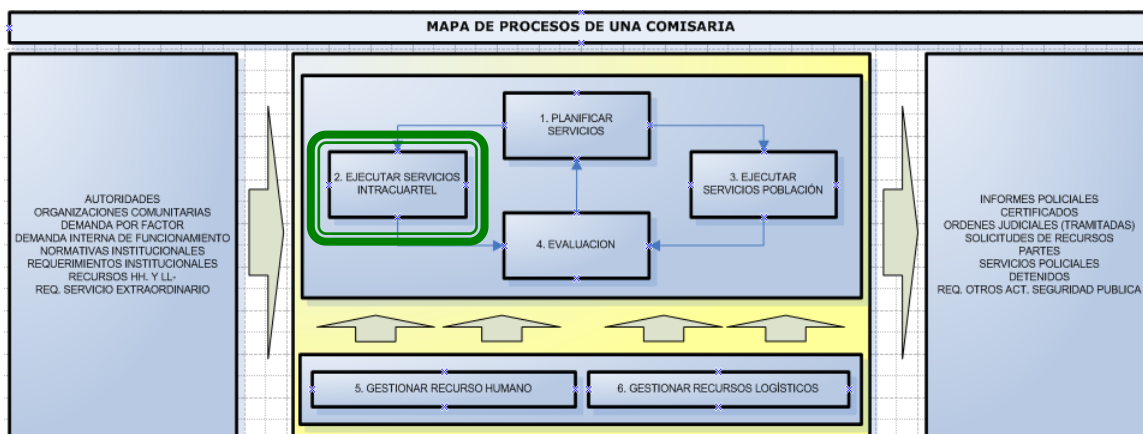 MAPA DE PROCESOS DE UNA COMISARIA
AUTORIDADES
ORGANIZACIONES COMUNITARIAS
DEMANDA POR FACTOR
DEMANDA INTERNA DE FUNCIONAMIENTO
NORMATIVAS INSTITUCIONALES
REQUERIMIENTOS INSTITUCIONALES
RECURSOS HH. Y LL-
REQ. SERVICIO EXTRAORDINARIO
1. PLANIFICAR
SERVICIOS
2. EJECUTAR SERVICIOS
INTRACUARTEL
3. EJECUTAR
SERVICIOS POBLACIÓN
4. EVALUACION
5. GESTIONAR RECURSO HUMANO
6. GESTIONAR RECURSOS LOGÍSTICOS
INFORMES POLICIALES
CERTIFICADOS
ORDENES JUDICIALES (TRAMITADAS)
SOLICITUDES DE RECURSOS
PARTES
SERVICIOS POLICIALES
DETENIDOS
REQ. OTROS ACT. SEGURIDAD PUBLICA